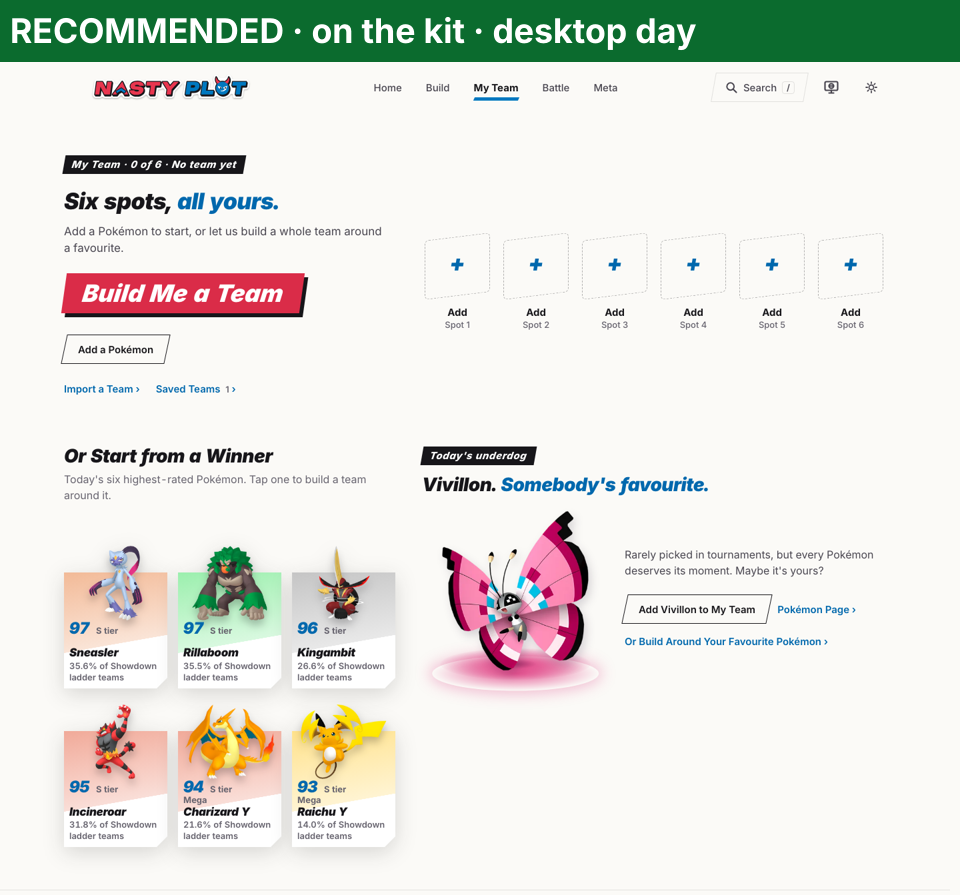 RECOMMENDED · on the kit · desktop day
NASTY PLOT
Home
Build
My Team
Battle
Meta
Search /
My Team · 0 of 6 · No team yet
Six spots, all yours.
Add a Pokémon to start, or let us build a whole team around
a favourite.
Build Me a Team
Add a Pokémon
Import a Team ›
Saved Teams 1 ›
+
Add
Spot 1
+
Add
Spot 2
+
Add
Spot 3
+
Add
Spot 4
+
Add
Spot 5
+
Add
Spot 6
Or Start from a Winner
Today's six highest-rated Pokémon. Tap one to build a team
around it.
97 S tier
Sneasler
35.6% of Showdown
ladder teams
97 S tier
Rillaboom
35.5% of Showdown
ladder teams
96 S tier
Kingambit
26.6% of Showdown
ladder teams
95 S tier
Incineroar
31.8% of Showdown
ladder teams
94 S tier
Mega
Charizard Y
21.6% of Showdown
ladder teams
93 S tier
Mega
Raichu Y
14.0% of Showdown
ladder teams
Today's underdog
Vivillon. Somebody's favourite.
Rarely picked in tournaments, but every Pokémon
deserves its moment. Maybe it's yours?
Add Vivillon to My Team
Pokémon Page ›
Or Build Around Your Favourite Pokémon ›